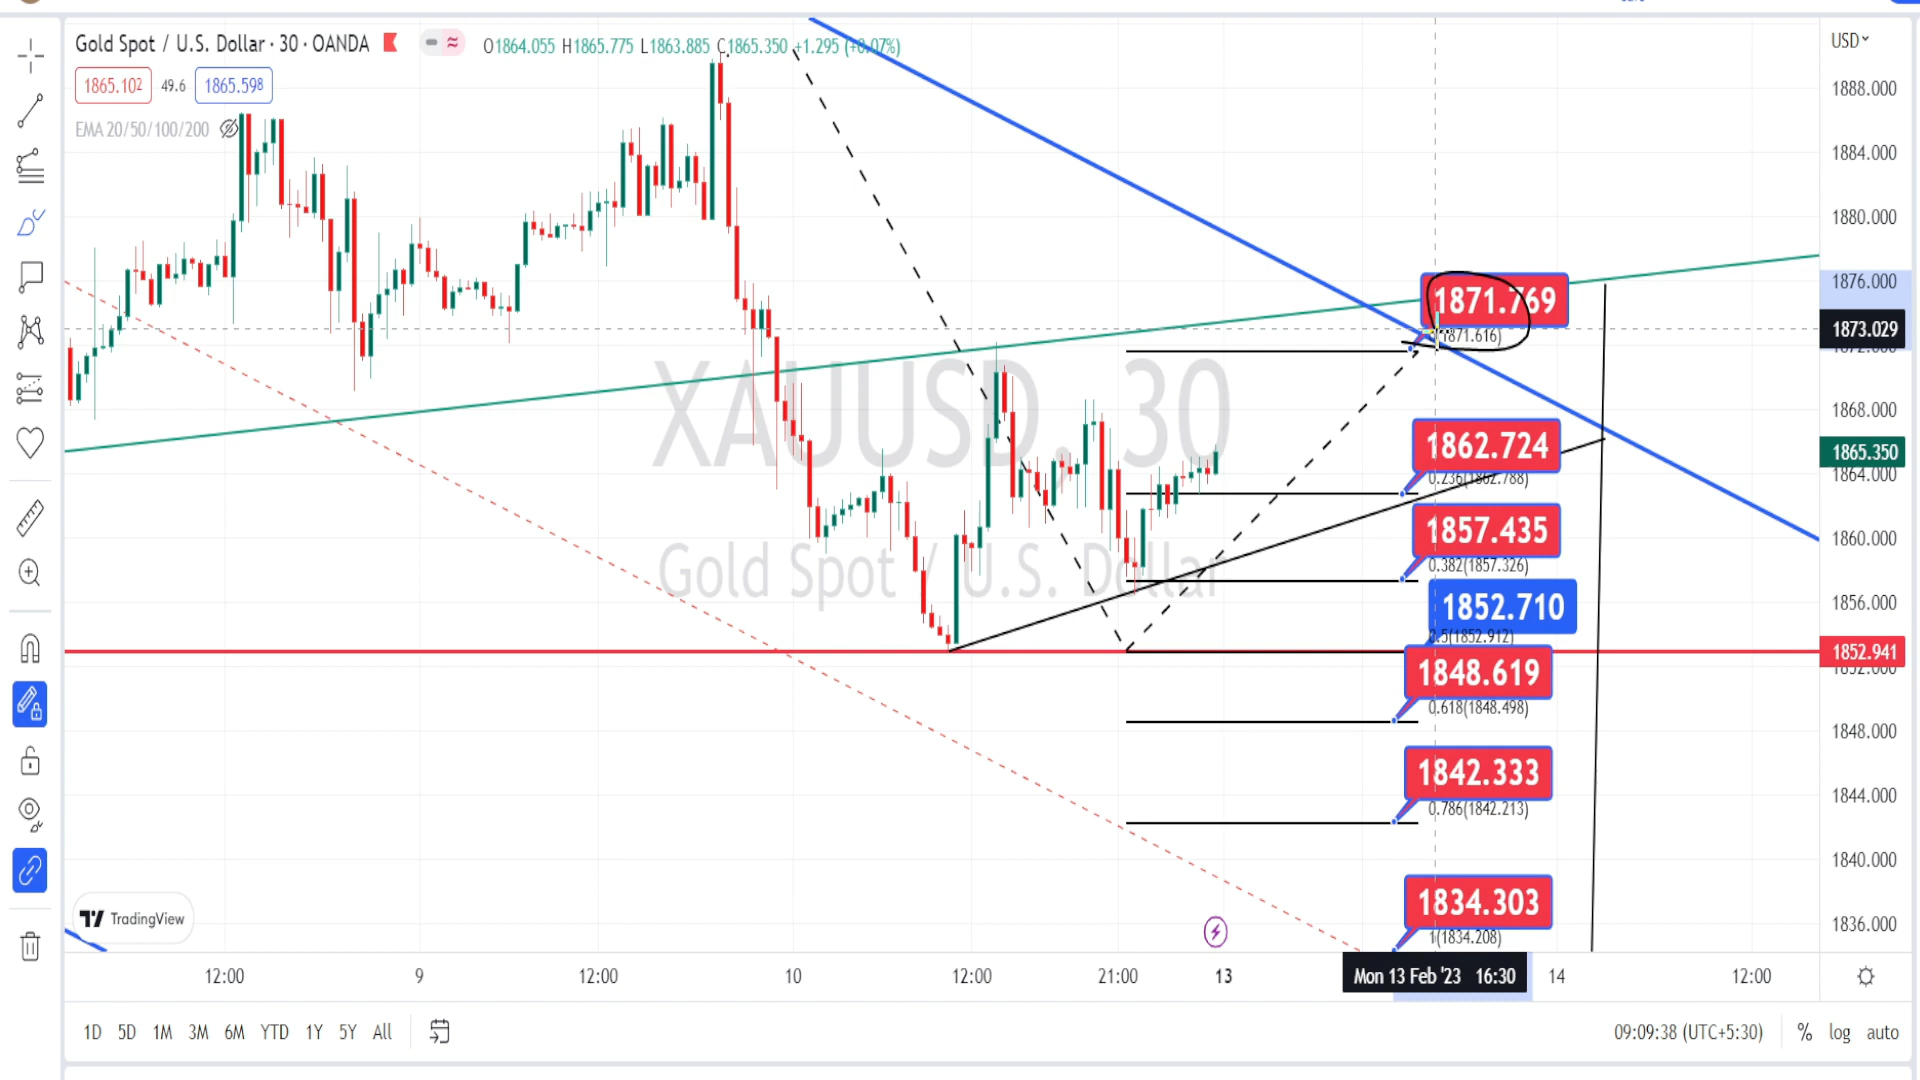 Gold Spot / U.S. Dollar · 30 · OANDA
O1864.055 H1865.775 L1863.885 C1865.350 +1.295 (+0.07%)
USD
1865.102 49.6 1865.598
EMA 20/50/100/200
XAUUSD, 30
Gold Spot / U.S. Dollar
1871.769
(1871.616)
1862.724
0.236(1862.788)
1857.435
0.382(1857.326)
1852.710
0.5(1852.912)
1848.619
0.618(1848.498)
1842.333
0.786(1842.213)
1834.303
1(1834.208)
1888.000
1884.000
1880.000
1876.000
1873.029
1872.000
1868.000
1865.350
1864.000
1860.000
1856.000
1852.941
1852.000
1848.000
1844.000
1840.000
1836.000
TradingView
12:00 9 12:00 10 12:00 21:00 13 Mon 13 Feb '23 16:30 14 12:00
1D 5D 1M 3M 6M YTD 1Y 5Y All
09:09:38 (UTC+5:30) % log auto